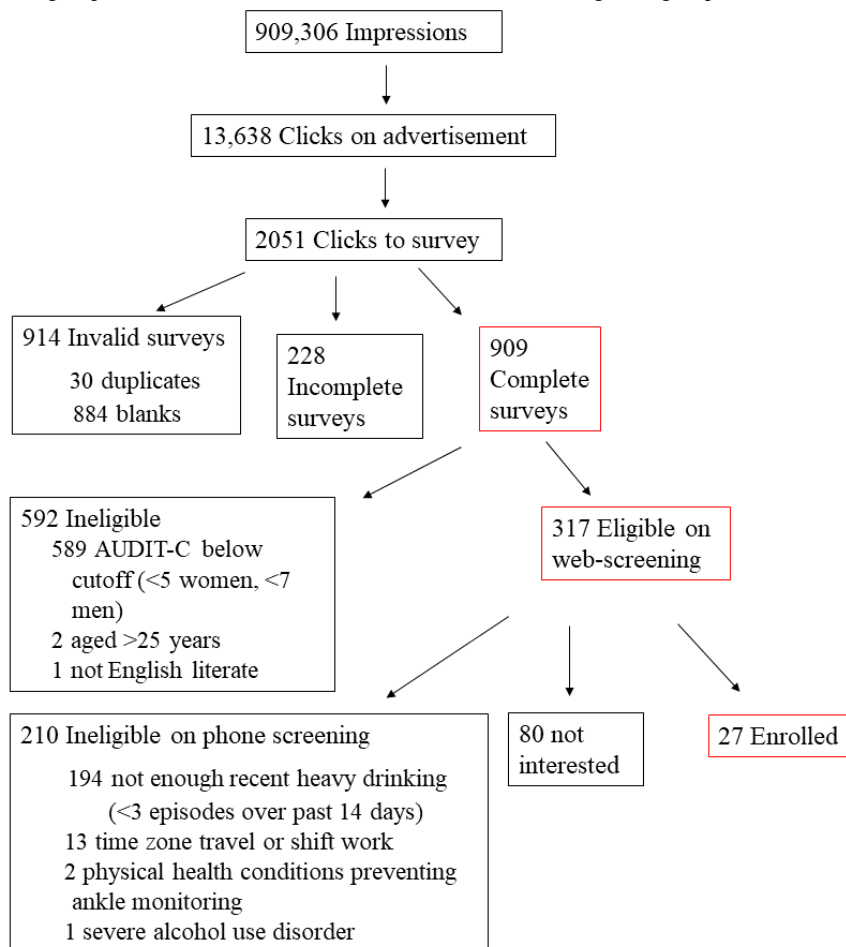 909,306 Impressions
13,638 Clicks on advertisement
2051 Clicks to survey
914 Invalid surveys
30 duplicates
884 blanks
228
Incomplete
surveys
909
Complete
surveys
592 Ineligible
589 AUDIT-C below
cutoff (<5 women, <7
men)
2 aged >25 years
1 not English literate
317 Eligible on
web-screening
210 Ineligible on phone screening
194 not enough recent heavy drinking
(<3 episodes over past 14 days)
13 time zone travel or shift work
2 physical health conditions preventing
ankle monitoring
1 severe alcohol use disorder
80 not
interested
27 Enrolled